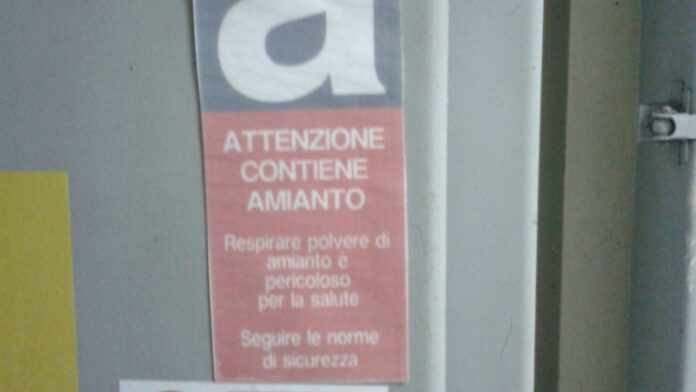 a
ATTENZIONE
CONTIENE
AMIANTO
Respirare polvere di
amianto è
pericoloso
per la salute
Seguire le norme
di sicurezza